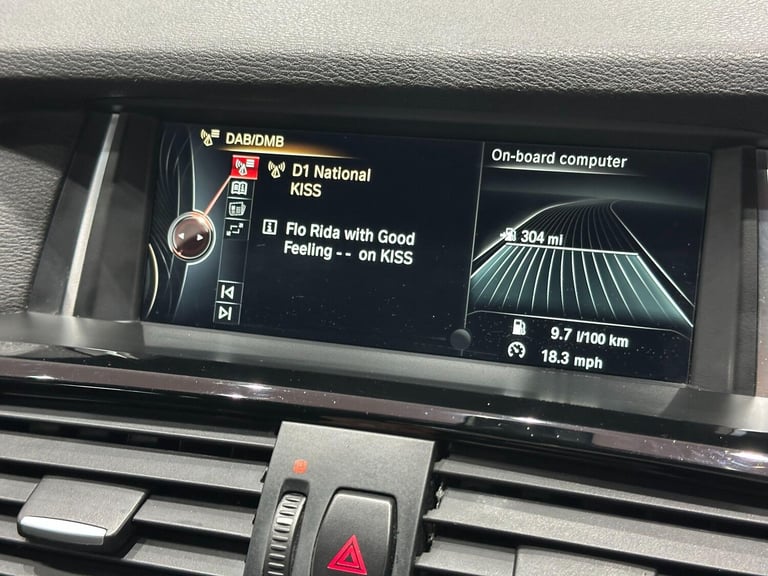 DAB/DMB
D1 National
KISS
Flo Rida with Good
Feeling - - on KISS
On-board computer
304 ml
9.7 l/100 km
18.3 mph